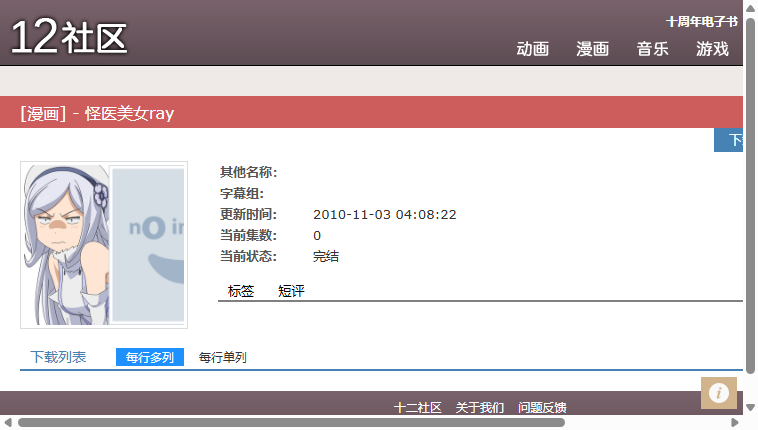 十周年电子书
12社区
动画 漫画 音乐 游戏
[漫画] - 怪医美女ray
下
no
其他名称:
字幕组:
更新时间: 2010-11-03 04:08:22
当前集数: 0
当前状态: 完结
标签 短评
下载列表 每行多列 每行单列
i
十二社区 关于我们 问题反馈